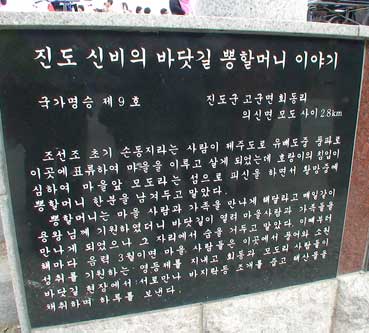 진도 신비의 바닷길 뽕할머니 이야기
국가명승 제 9 호
진도군 고군면 회동리
의신면 모도 사이 2.8km
조선조 초기 손동지라는 사람이 제주도로 유배도중 풍파로
이곳에 표류하여 마을을 이루고 살게 되었는데 호랑이의 침입이
심하여 마을앞 모도라는 섬으로 피신을 하면서 황망중에
뽕할머니 한분을 남겨두고 말았다.
뽕할머니는 마을 사람과 가족을 만나게 해달라고 매일같이
용왕님께 기원하였더니 바닷길이 열려 마을사람과 가족들을
만나게 되었으나 그 자리에서 숨을 거두고 말았다. 이때부터
해마다 음력 3월이면 마을 사람들은 이곳에서 풍어와 소원
성취를 기원하는 영등제를 지내고 회동과 모도리 사람들이
바닷길 현장에서 서로만나 바지락등 조개를 줍고 해산물을
채취하며 하루를 보낸다.